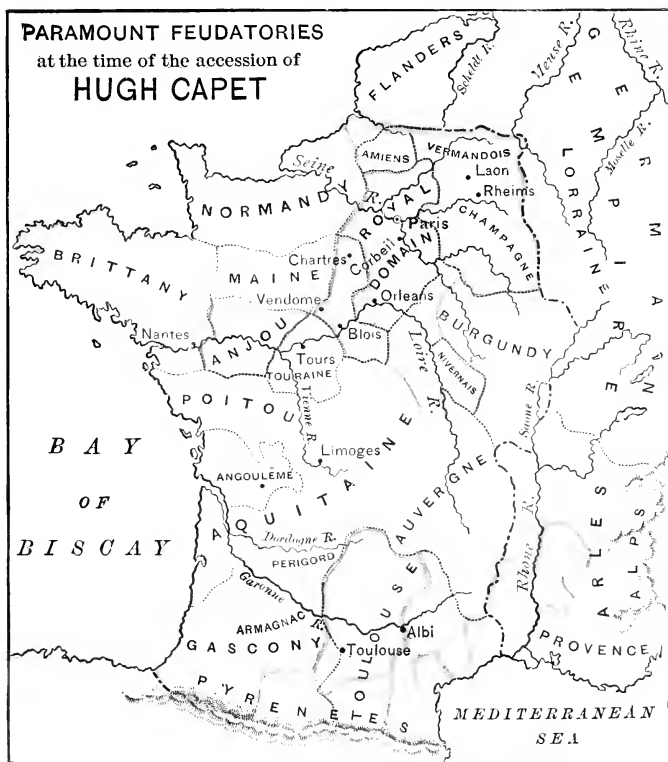 PARAMOUNT FEUDATORIES
at the time of the accession of
HUGH CAPET
FLANDERS
Scheldt R.
Meuse R.
Rhine R.
GERMAN
EMPIRE
Moselle R.
LORRAINE
AMIENS
VERMANDOIS
Laon
Rheims
Seine R.
NORMANDY
ROYAL
DOMAIN
Paris
Corbeil
CHAMPAGNE
BRITTANY
MAINE
Chartres
Orleans
Vendome
Blois
Nantes
ANJOU
Tours
TOURAINE
BURGUNDY
NIVERNAIS
Loire R.
Saone R.
POITOU
Vienne R.
Limoges
ANGOULÊME
AQUITAINE
AUVERGNE
BAY
OF
BISCAY
Dordogne R.
PERIGORD
Garonne R.
Rhone R.
ARLES
ALPS
ARMAGNAC
GASCONY
TOULOUSE
Albi
Toulouse
PROVENCE
PYRENEES
MEDITERRANEAN
SEA